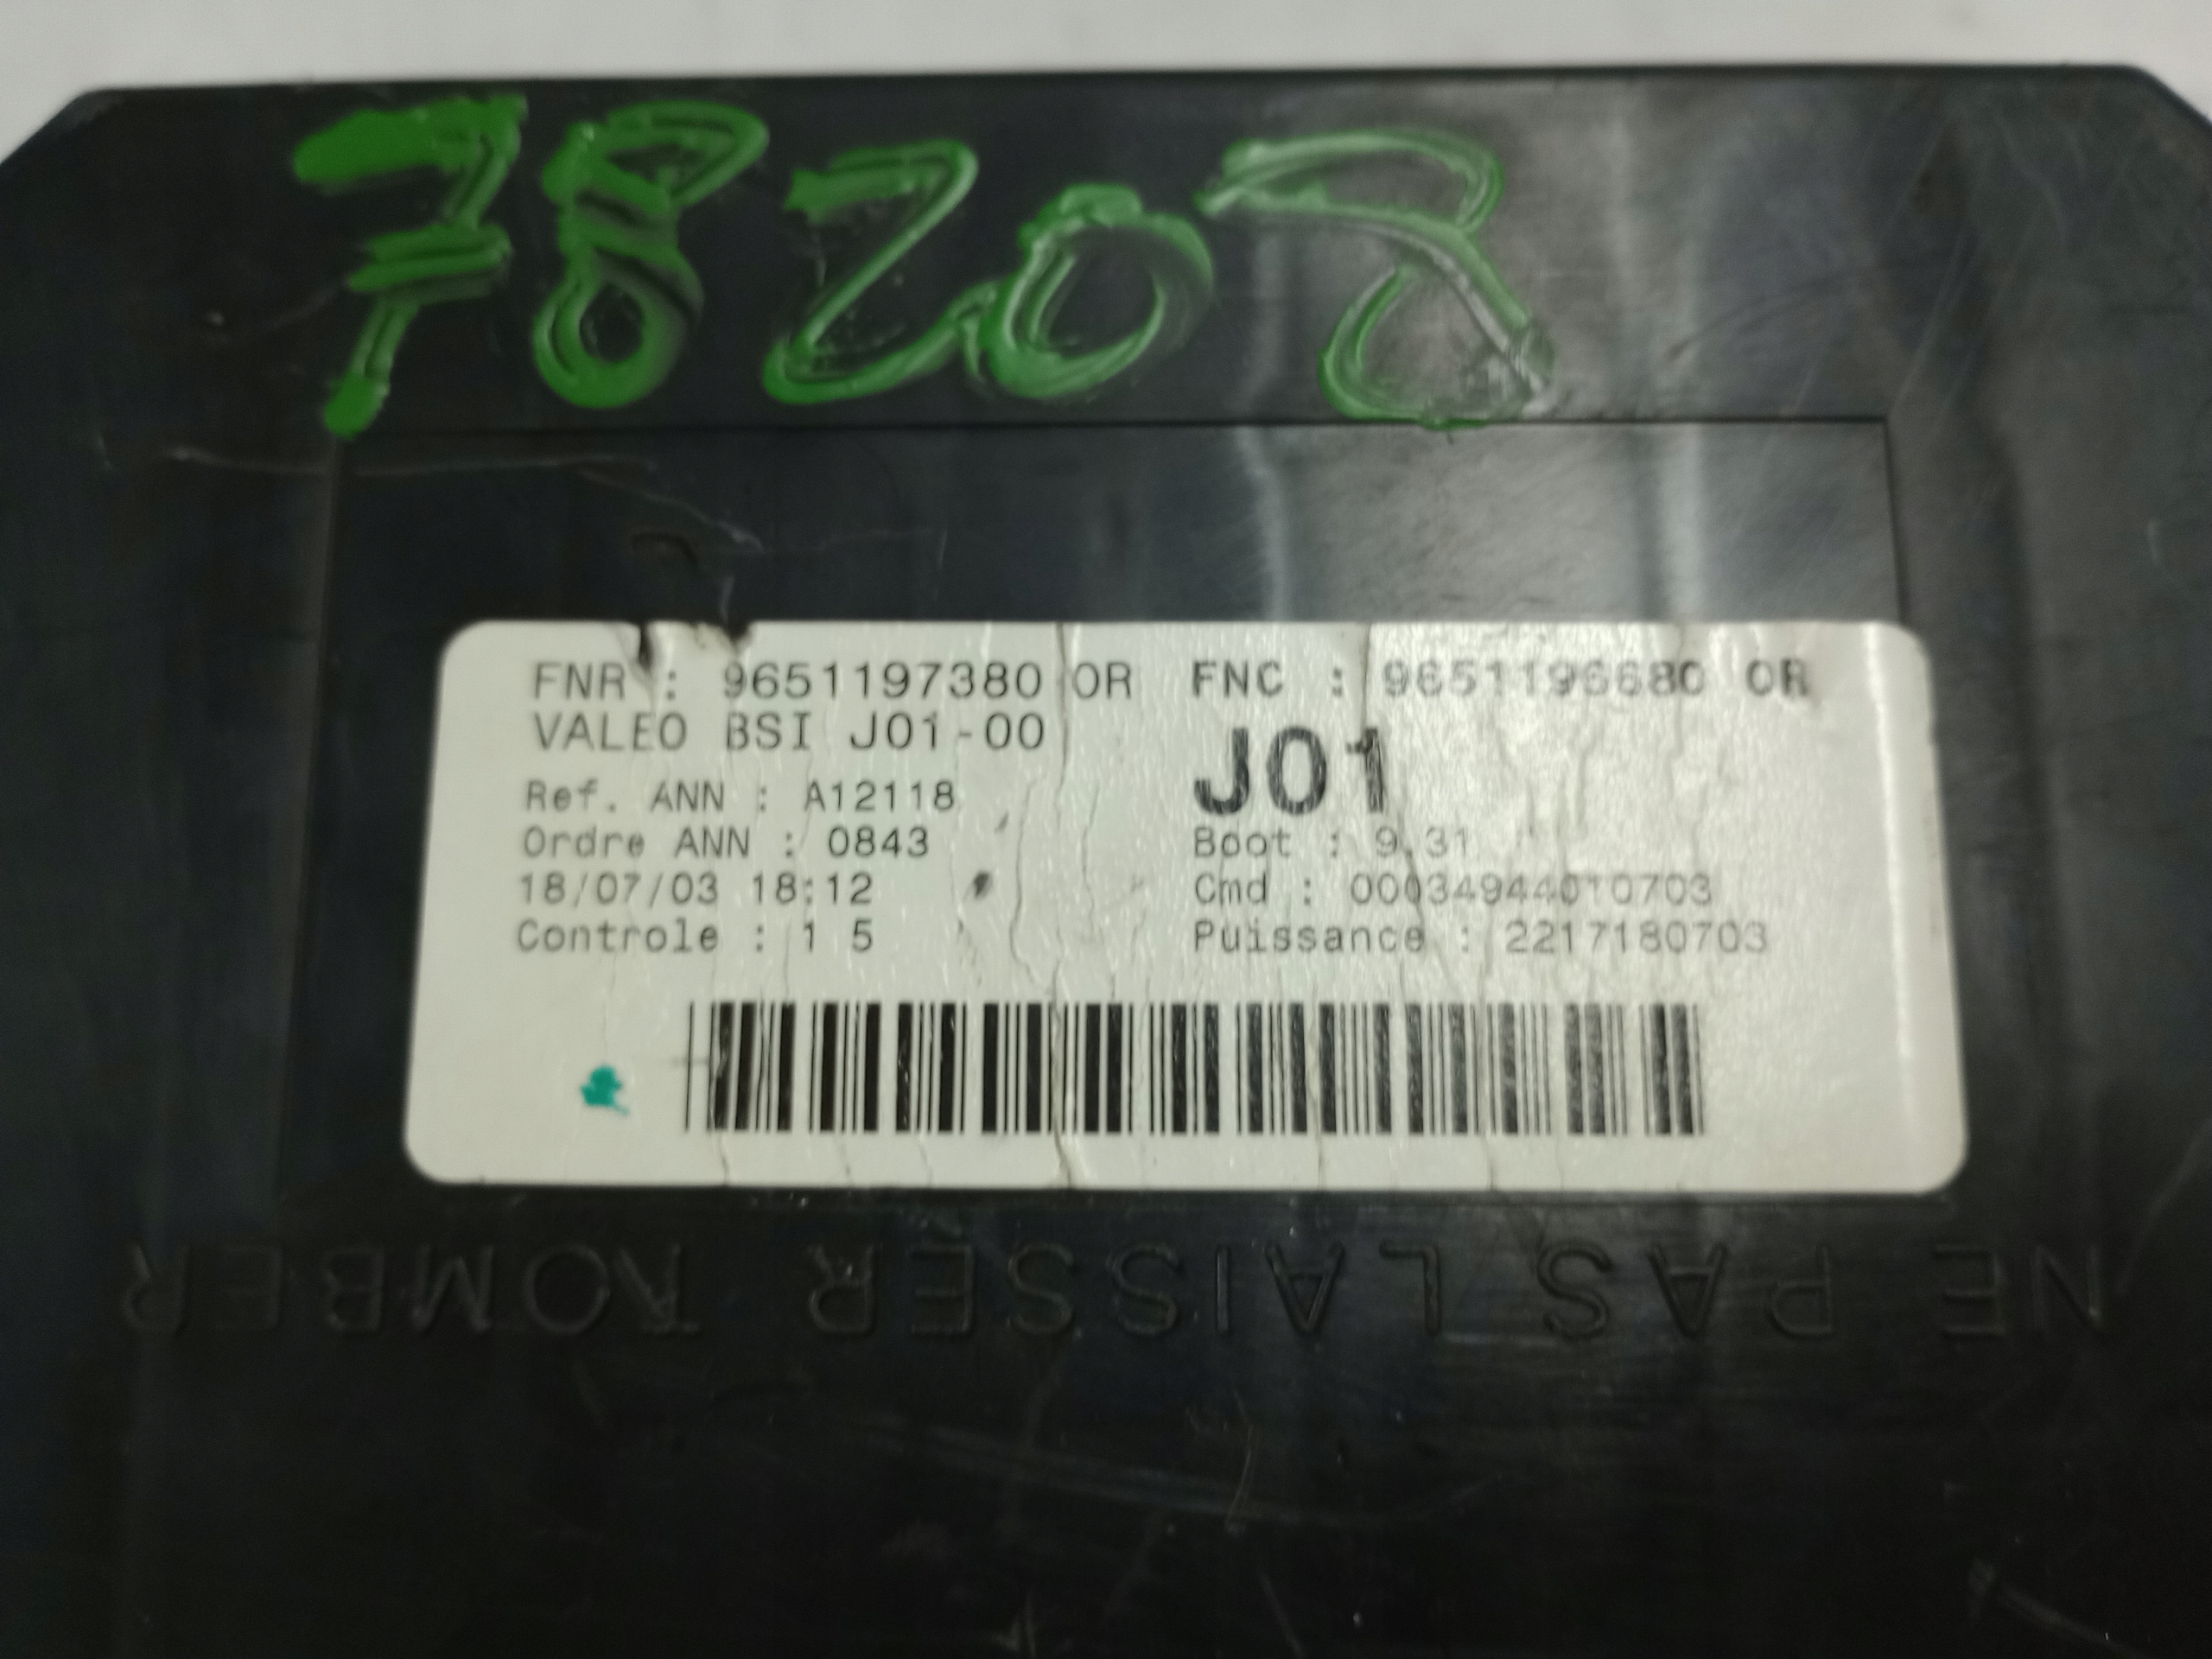 78208
FNR : 9651197380 OR FNC : 9651196680 OR
VALEO BSI J01-00
J01
Ref. ANN : A12118
Ordre ANN : 0843
Boot : 9.31
18/07/03 18:12
Cmd : 00034944010703
Controle : 1 5
Puissance : 2217180703
NE PAS LAISSER TOMBER